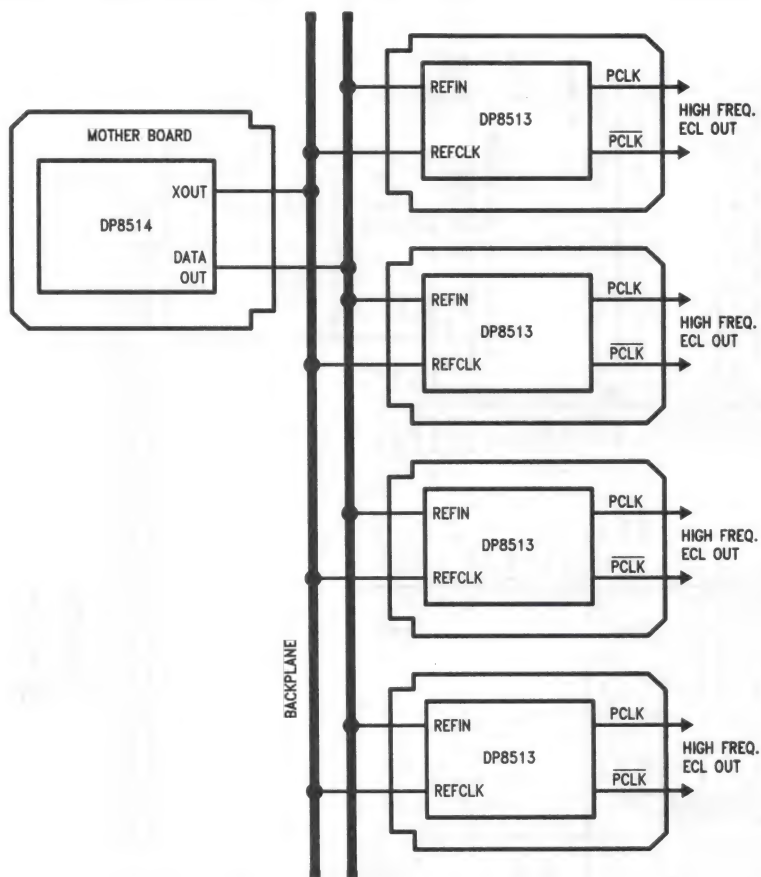 MOTHER BOARD
DP8514
XOUT
DATA
OUT
BACKPLANE
REFIN
REFCLK
DP8513
PCLK
PCLK
HIGH FREQ.
ECL OUT
REFIN
REFCLK
DP8513
PCLK
PCLK
HIGH FREQ.
ECL OUT
REFIN
REFCLK
DP8513
PCLK
PCLK
HIGH FREQ.
ECL OUT
REFIN
REFCLK
DP8513
PCLK
PCLK
HIGH FREQ.
ECL OUT